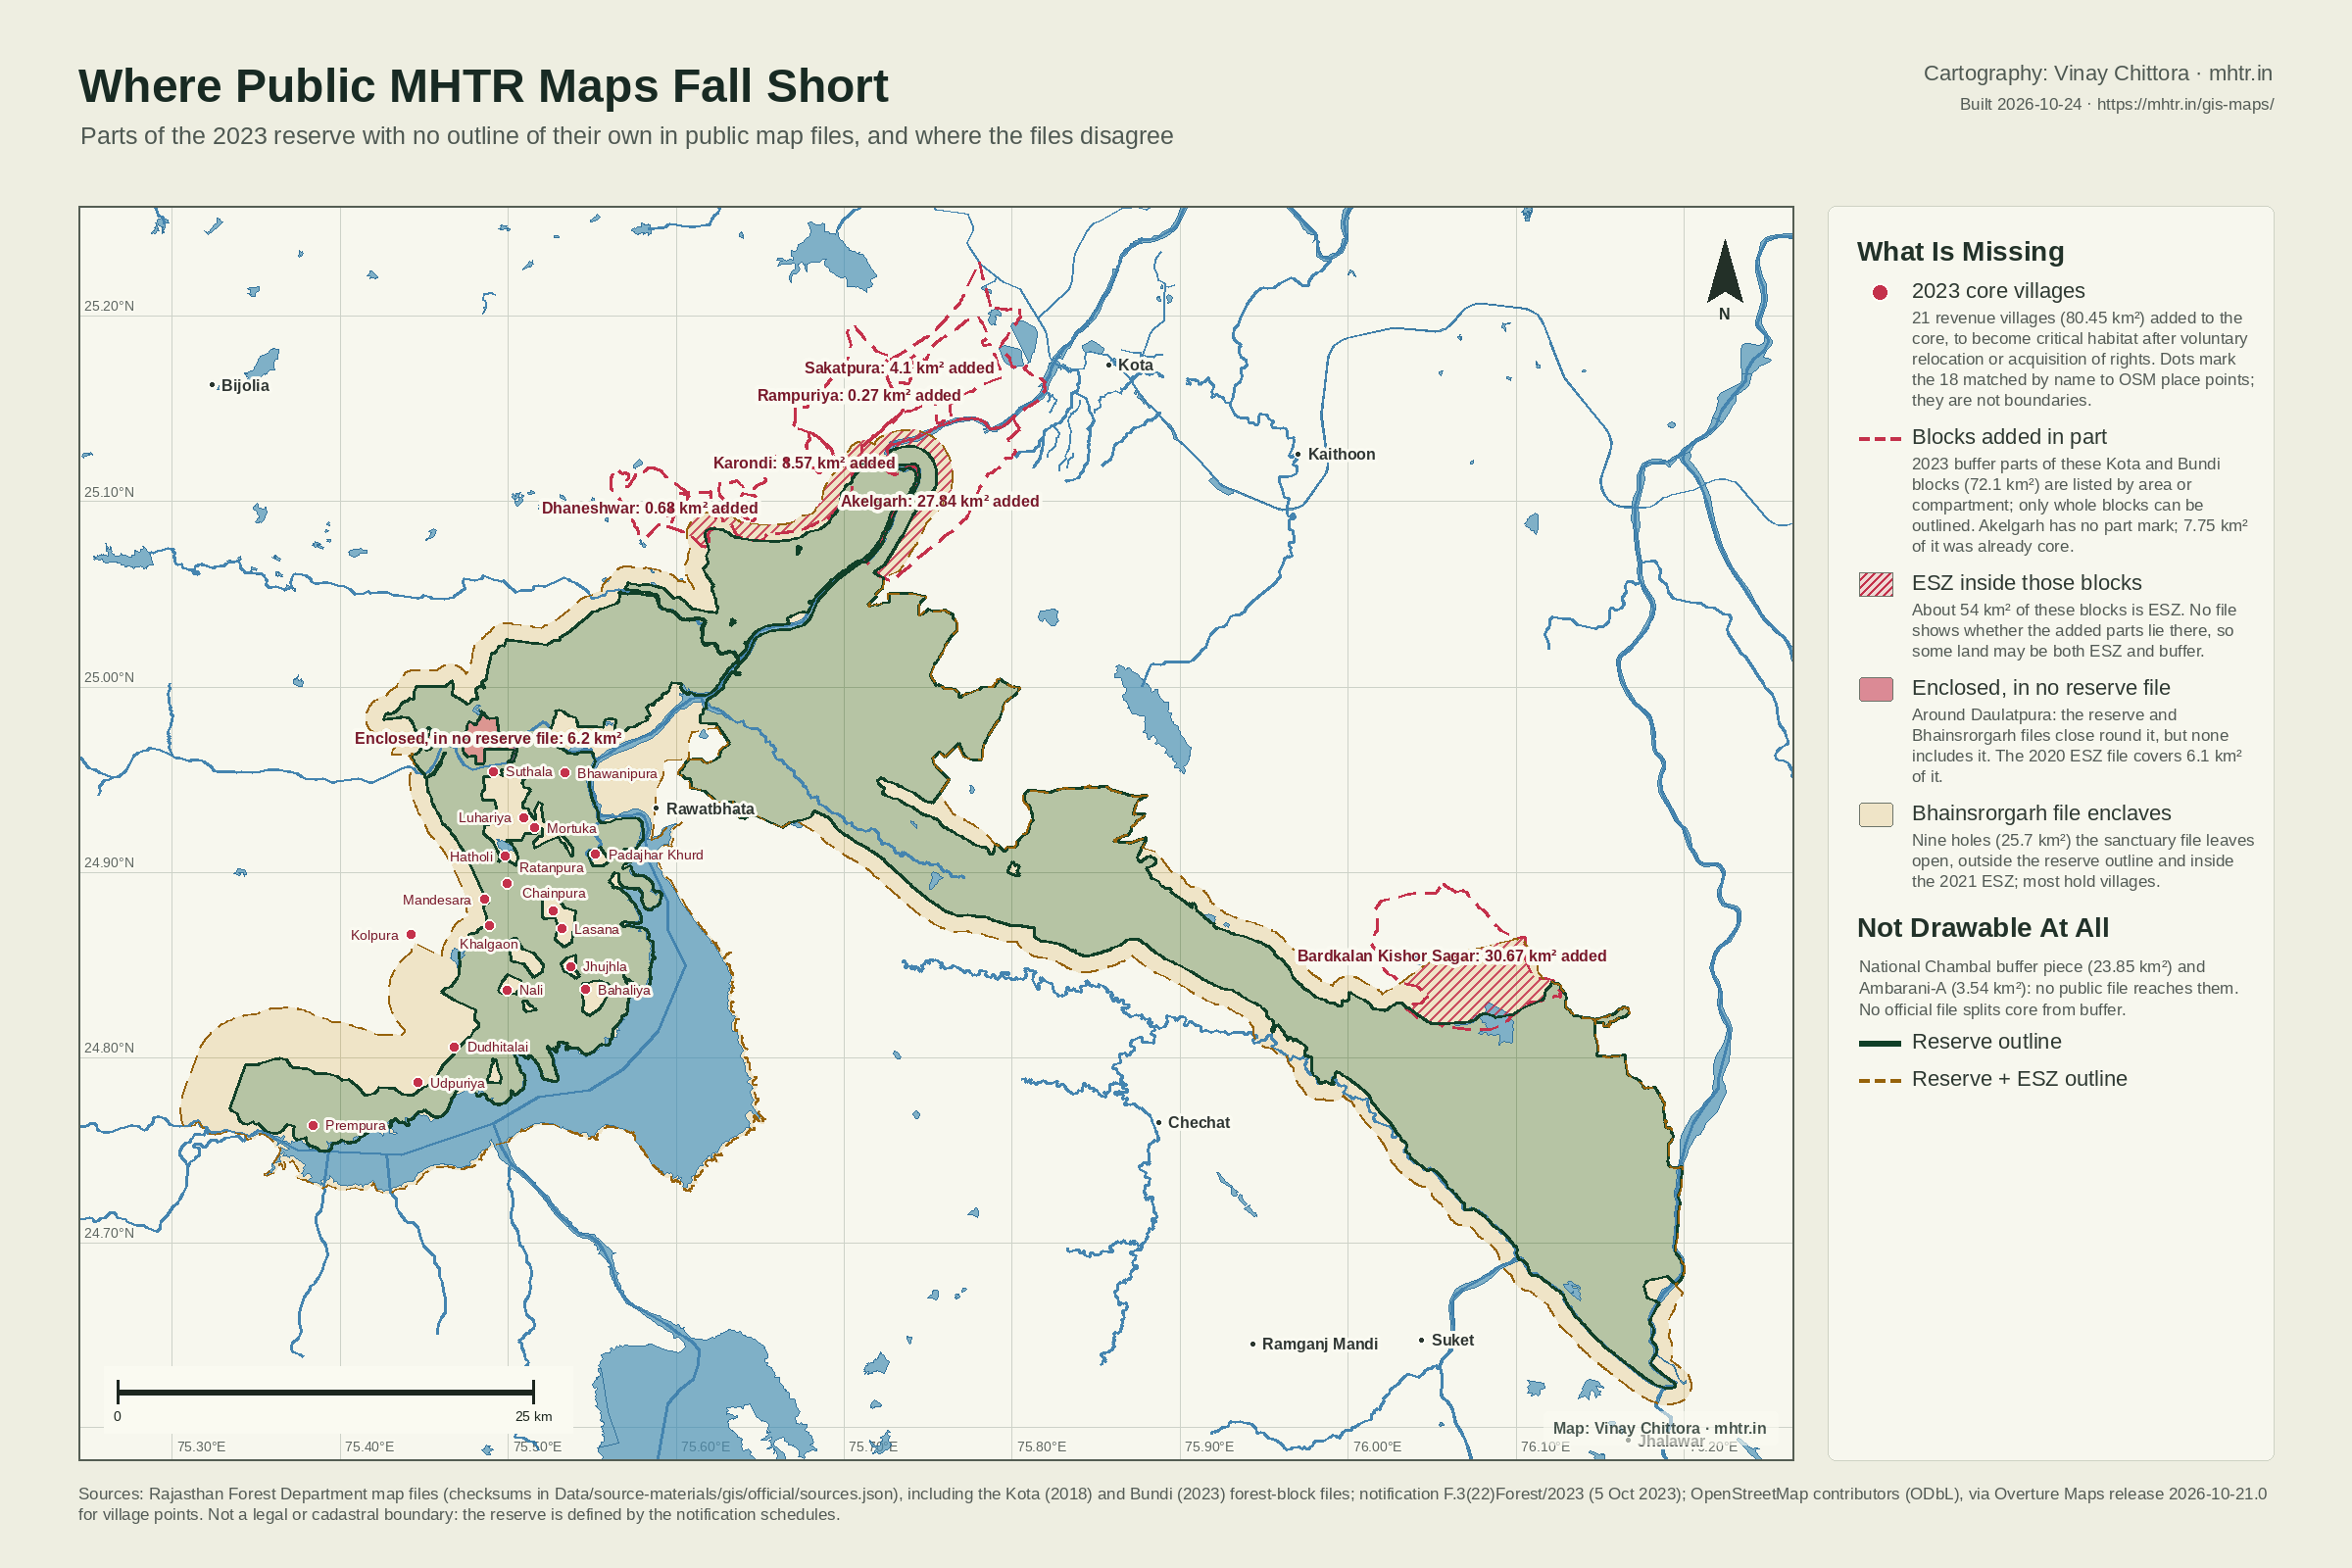 Where Public MHTR Maps Fall Short
Parts of the 2023 reserve with no outline of their own in public map files, and where the files disagree
Cartography: Vinay Chittora · mhtr.in
Built 2026-10-24 · https://mhtr.in/gis-maps/
25.20°N
25.10°N
25.00°N
24.90°N
24.80°N
24.70°N
N
Bijolia
Kota
Kaithoon
Sakatpura: 4.1 km² added
Rampuriya: 0.27 km² added
Karondi: 8.57 km² added
Akelgarh: 27.84 km² added
Dhaneshwar: 0.68 km² added
Enclosed, in no reserve file: 6.2 km²
Suthala
Bhawanipura
Rawatbhata
Luhariya
Mortuka
Hatholi
Padajhar Khurd
Ratanpura
Chainpura
Mandesara
Lasana
Kolpura
Khalgaon
Jhujhla
Nali
Bahaliya
Dudhitalai
Udpuriya
Prempura
Bardkalan Kishor Sagar: 30.67 km² added
Chechat
Ramganj Mandi
Suket
Jhalawar
0
25 km
75.30°E
75.40°E
75.50°E
75.60°E
75.70°E
75.80°E
75.90°E
76.00°E
76.10°E
76.20°E
Map: Vinay Chittora · mhtr.in
What Is Missing
2023 core villages
21 revenue villages (80.45 km²) added to the
core, to become critical habitat after voluntary
relocation or acquisition of rights. Dots mark
the 18 matched by name to OSM place points;
they are not boundaries.
Blocks added in part
2023 buffer parts of these Kota and Bundi
blocks (72.1 km²) are listed by area or
compartment; only whole blocks can be
outlined. Akelgarh has no part mark; 7.75 km²
of it was already core.
ESZ inside those blocks
About 54 km² of these blocks is ESZ. No file
shows whether the added parts lie there, so
some land may be both ESZ and buffer.
Enclosed, in no reserve file
Around Daulatpura: the reserve and
Bhainsrorgarh files close round it, but none
includes it. The 2020 ESZ file covers 6.1 km²
of it.
Bhainsrorgarh file enclaves
Nine holes (25.7 km²) the sanctuary file leaves
open, outside the reserve outline and inside
the 2021 ESZ; most hold villages.
Not Drawable At All
National Chambal buffer piece (23.85 km²) and
Ambarani-A (3.54 km²): no public file reaches them.
No official file splits core from buffer.
Reserve outline
Reserve + ESZ outline
Sources: Rajasthan Forest Department map files (checksums in Data/source-materials/gis/official/sources.json), including the Kota (2018) and Bundi (2023) forest-block files; notification F.3(22)Forest/2023 (5 Oct 2023); OpenStreetMap contributors (ODbL), via Overture Maps release 2026-10-21.0
for village points. Not a legal or cadastral boundary: the reserve is defined by the notification schedules.